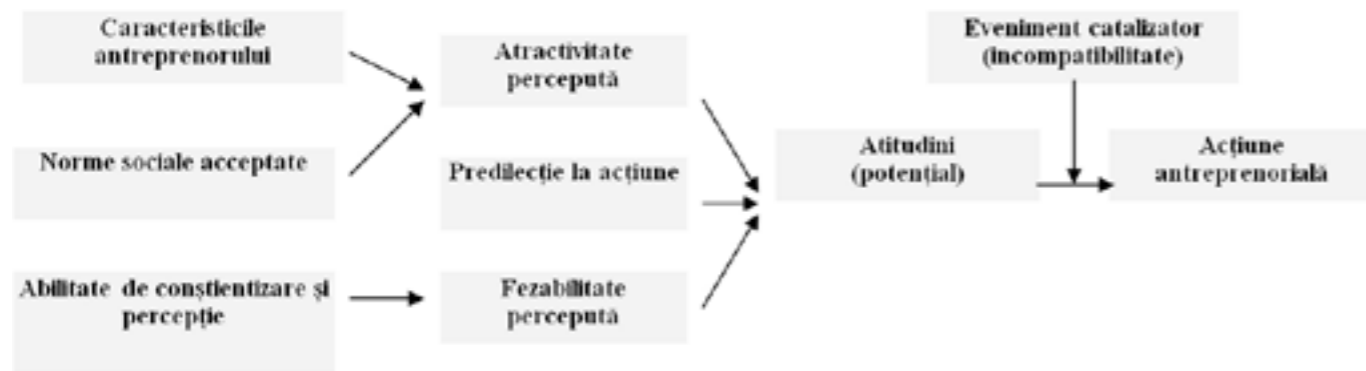 Caracteristicile
antreprenorului
Norme sociale acceptate
Abilitate de conștientizare și
percepție
Atractivitate
percepută
Predilecție la acțiune
Fezabilitate
percepută
Atitudini
(potențial)
Eveniment catalizator
(incompatibilitate)
Acțiune
antreprenorială